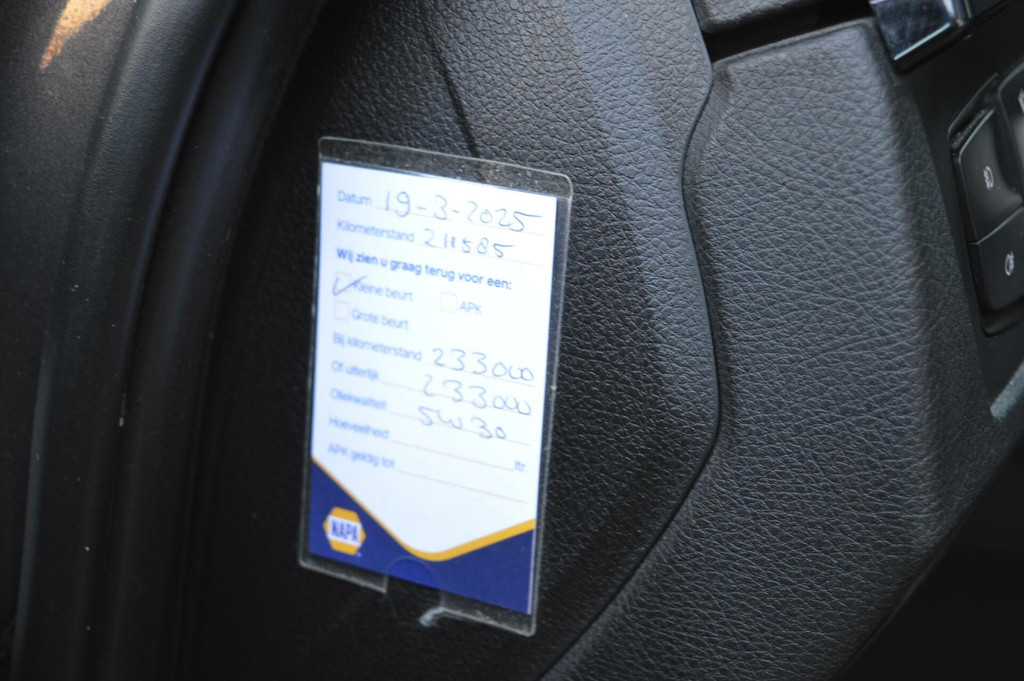 Datum 19-3-2025
Kilometerstand 211585
Wij zien u graag terug voor een:
Kleine beurt APK
Grote beurt
Bij kilometerstand 233000
Of uiterlijk 233000
Oliekwaliteit 5W30
Hoeveelheid ltr.
APK geldig tot
NAPA